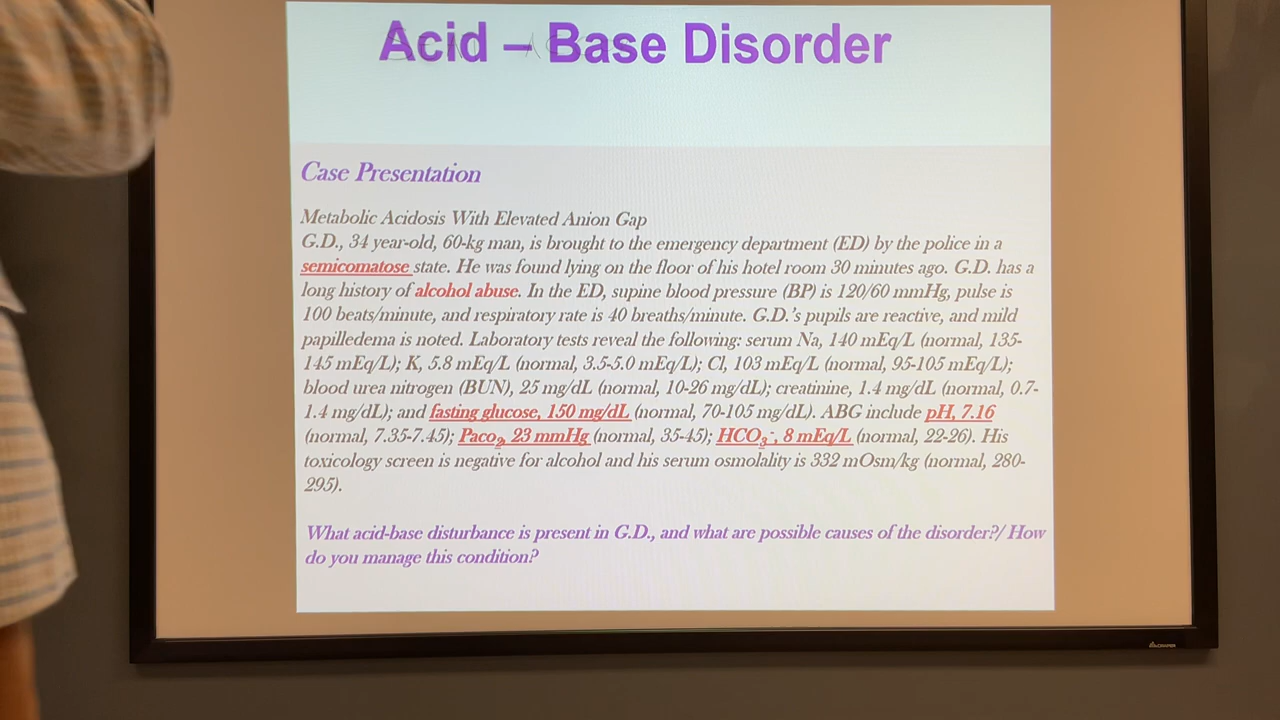 Acid – Base Disorder
Case Presentation
Metabolic Acidosis With Elevated Anion Gap
G.D., 34 year-old, 60-kg man, is brought to the emergency department (ED) by the police in a
semicomatose state. He was found lying on the floor of his hotel room 30 minutes ago. G.D. has a
long history of alcohol abuse. In the ED, supine blood pressure (BP) is 120/60 mmHg, pulse is
100 beats/minute, and respiratory rate is 40 breaths/minute. G.D.'s pupils are reactive, and mild
papilledema is noted. Laboratory tests reveal the following: serum Na, 140 mEq/L (normal, 135-
145 mEq/L); K, 5.8 mEq/L (normal, 3.5-5.0 mEq/L); Cl, 103 mEq/L (normal, 95-105 mEq/L);
blood urea nitrogen (BUN), 25 mg/dL (normal, 10-26 mg/dL); creatinine, 1.4 mg/dL (normal, 0.7-
1.4 mg/dL); and fasting glucose, 150 mg/dL (normal, 70-105 mg/dL). ABG include pH, 7.16
(normal, 7.35-7.45); Paco₂, 23 mmHg (normal, 35-45); HCO₃⁻, 8 mEq/L (normal, 22-26). His
toxicology screen is negative for alcohol and his serum osmolality is 332 mOsm/kg (normal, 280-
295).
What acid-base disturbance is present in G.D., and what are possible causes of the disorder?/ How
do you manage this condition?